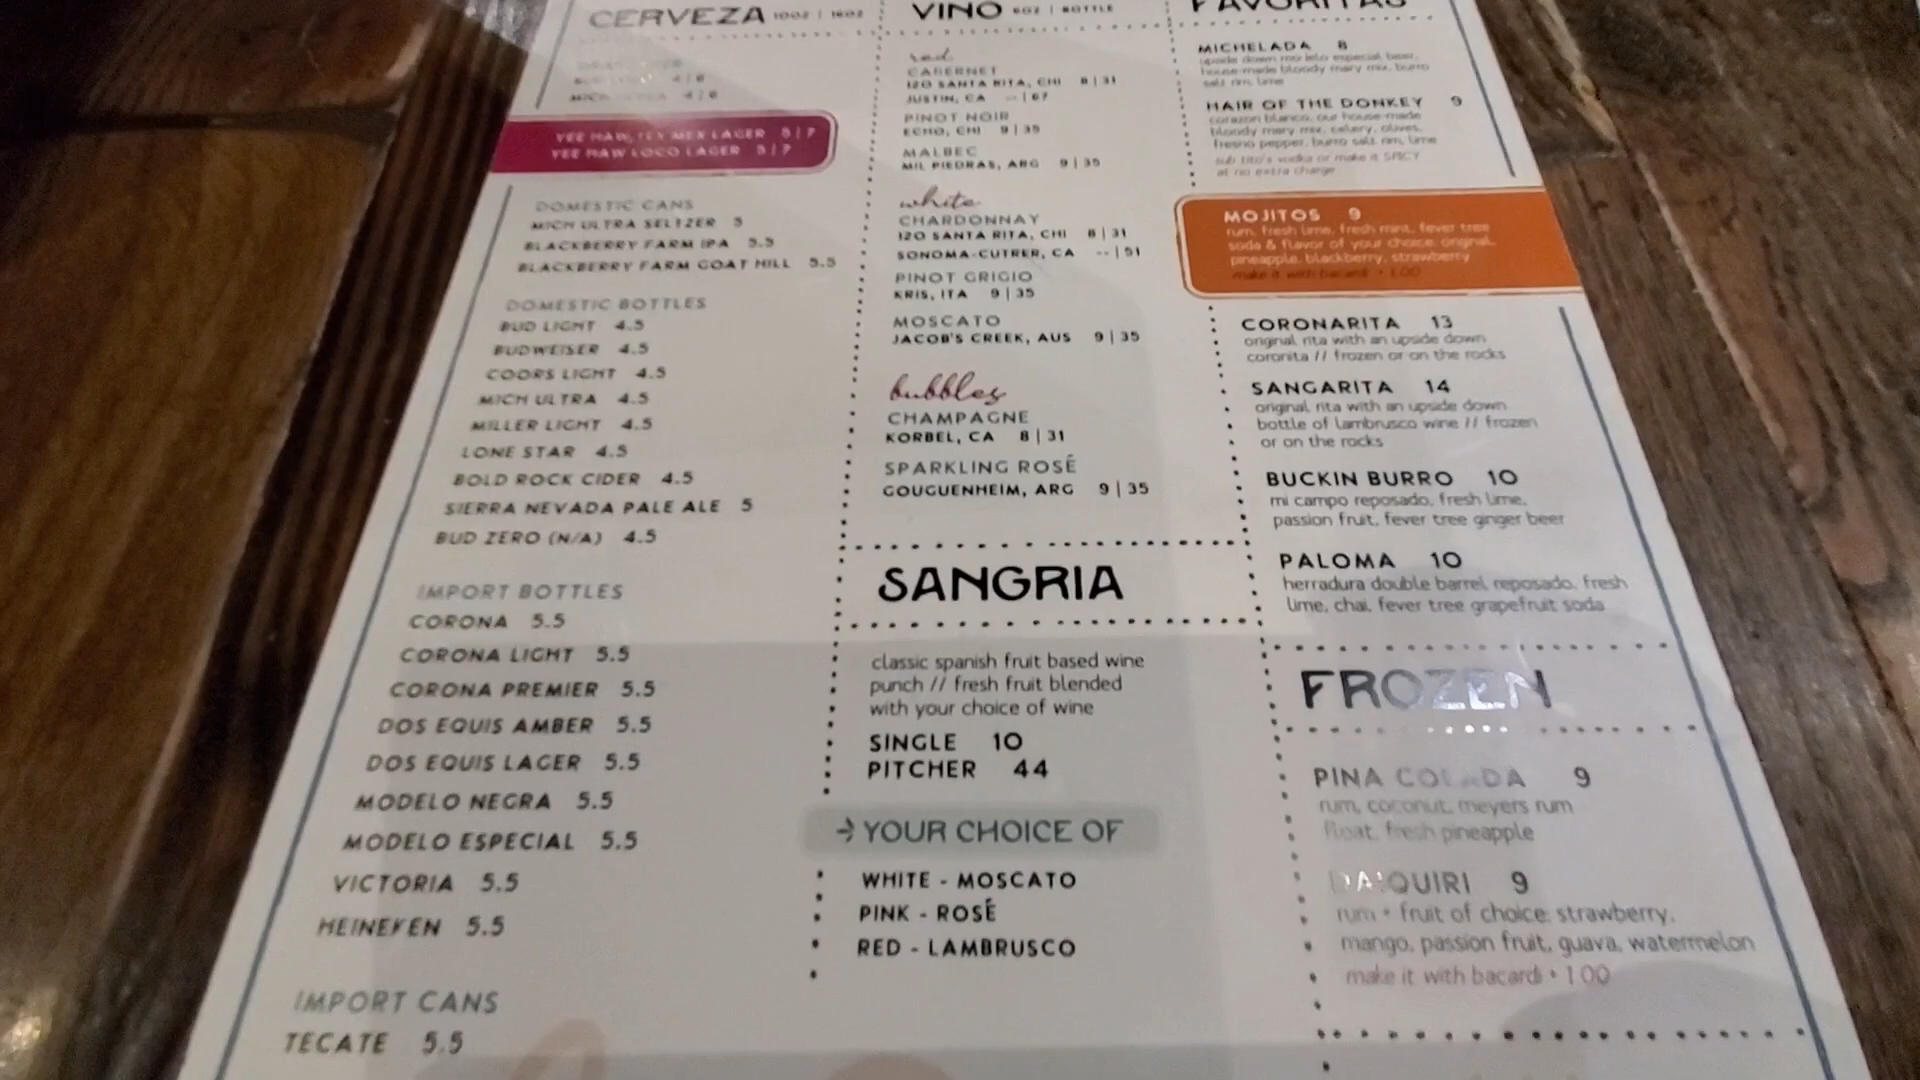 CERVEZA 10OZ | 16OZ
4 | 6
MICH ULTRA 4 | 6
YEE HAW, TEX MEX LAGER 5 | 7
YEE HAW LOCO LAGER 5 | 7
DOMESTIC CANS
MICH ULTRA SELTZER 5
BLACKBERRY FARM IPA 5.5
BLACKBERRY FARM GOAT HILL 5.5
DOMESTIC BOTTLES
BUD LIGHT 4.5
BUDWEISER 4.5
COORS LIGHT 4.5
MICH ULTRA 4.5
MILLER LIGHT 4.5
LONE STAR 4.5
BOLD ROCK CIDER 4.5
SIERRA NEVADA PALE ALE 5
BUD ZERO (N/A) 4.5
IMPORT BOTTLES
CORONA 5.5
CORONA LIGHT 5.5
CORONA PREMIER 5.5
DOS EQUIS AMBER 5.5
DOS EQUIS LAGER 5.5
MODELO NEGRA 5.5
MODELO ESPECIAL 5.5
VICTORIA 5.5
HEINEKEN 5.5
IMPORT CANS
TECATE 5.5
VINO 6OZ | BOTTLE
red
CABERNET
120 SANTA RITA, CHI 8 | 31
JUSTIN, CA -- | 67
PINOT NOIR
ECHO, CHI 9 | 35
MALBEC
MIL PIEDRAS, ARG 9 | 35
white
CHARDONNAY
120 SANTA RITA, CHI 8 | 31
SONOMA-CUTRER, CA -- | 51
PINOT GRIGIO
KRIS, ITA 9 | 35
MOSCATO
JACOB'S CREEK, AUS 9 | 35
bubbles
CHAMPAGNE
KORBEL, CA 8 | 31
SPARKLING ROSÉ
GOUGUENHEIM, ARG 9 | 35
SANGRIA
classic spanish fruit based wine
punch // fresh fruit blended
with your choice of wine
SINGLE 10
PITCHER 44
→ YOUR CHOICE OF
WHITE - MOSCATO
PINK - ROSÉ
RED - LAMBRUSCO
FAVORITAS
MICHELADA 8
upside down modelo especial beer,
house-made bloody mary mix, burro
salt rim, lime
HAIR OF THE DONKEY 9
corazon blanco, our house-made
bloody mary mix, celery, olives,
fresno pepper, burro salt rim, lime
sub tito's vodka or make it SPICY
at no extra charge
MOJITOS 9
rum, fresh lime, fresh mint, fever tree
soda & flavor of your choice: original,
pineapple, blackberry, strawberry
make it with bacardi • 1.00
CORONARITA 13
original rita with an upside down
coronita // frozen or on the rocks
SANGARITA 14
original rita with an upside down
bottle of lambrusco wine // frozen
or on the rocks
BUCKIN BURRO 10
mi campo reposado, fresh lime,
passion fruit, fever tree ginger beer
PALOMA 10
herradura double barrel reposado, fresh
lime, chai, fever tree grapefruit soda
FROZEN
PINA COLADA 9
rum, coconut, meyers rum
float, fresh pineapple
DAIQUIRI 9
rum + fruit of choice: strawberry,
mango, passion fruit, guava, watermelon
make it with bacardi • 1.00